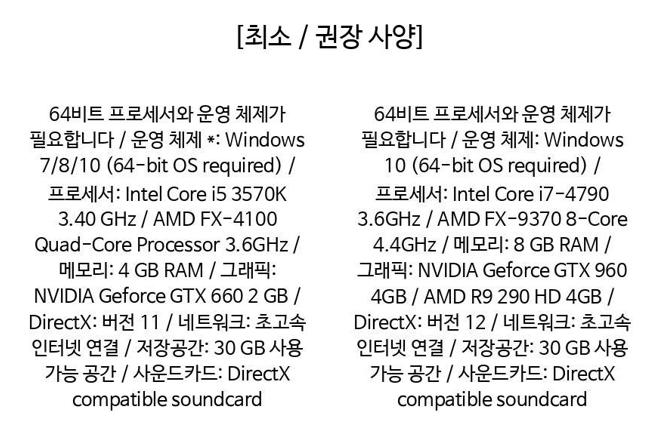 [최소 / 권장 사양]
64비트 프로세서와 운영 체제가
필요합니다 / 운영 체제 *: Windows
7/8/10 (64-bit OS required) /
프로세서: Intel Core i5 3570K
3.40 GHz / AMD FX-4100
Quad-Core Processor 3.6GHz /
메모리: 4 GB RAM / 그래픽:
NVIDIA Geforce GTX 660 2 GB /
DirectX: 버전 11 / 네트워크: 초고속
인터넷 연결 / 저장공간: 30 GB 사용
가능 공간 / 사운드카드: DirectX
compatible soundcard
64비트 프로세서와 운영 체제가
필요합니다 / 운영 체제: Windows
10 (64-bit OS required) /
프로세서: Intel Core i7-4790
3.6GHz / AMD FX-9370 8-Core
4.4GHz / 메모리: 8 GB RAM /
그래픽: NVIDIA Geforce GTX 960
4GB / AMD R9 290 HD 4GB /
DirectX: 버전 12 / 네트워크: 초고속
인터넷 연결 / 저장공간: 30 GB 사용
가능 공간 / 사운드카드: DirectX
compatible soundcard